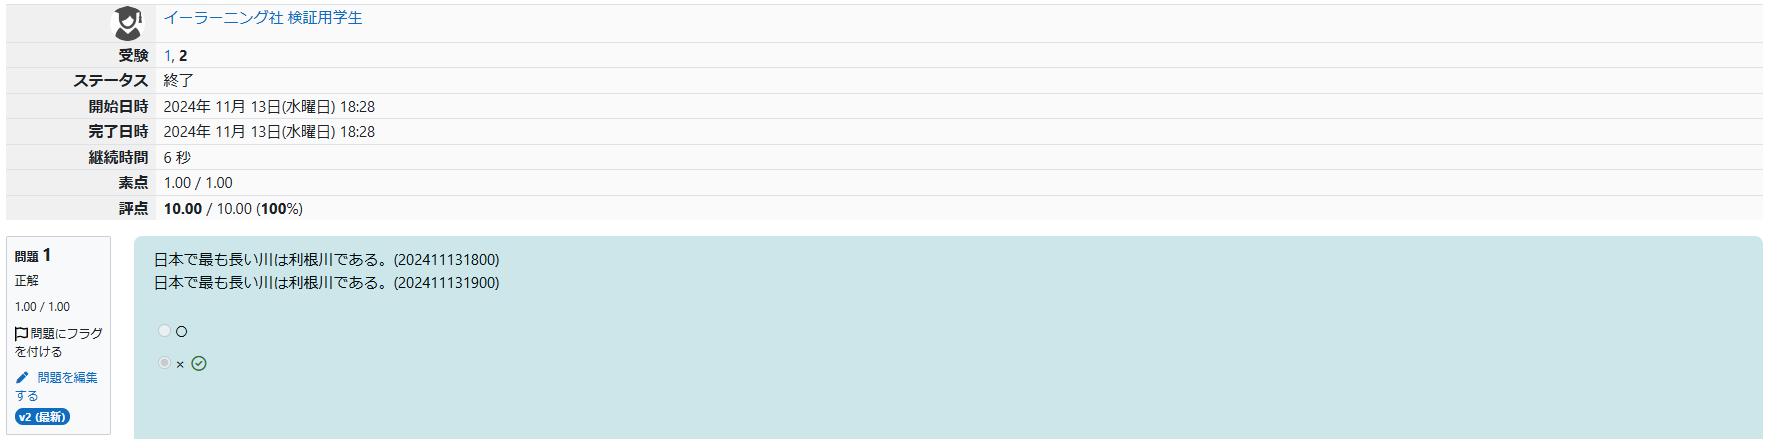 イーラーニング社 検証用学生
受験 1, 2
ステータス 終了
開始日時 2024年 11月 13日(水曜日) 18:28
完了日時 2024年 11月 13日(水曜日) 18:28
継続時間 6 秒
素点 1.00 / 1.00
評点 10.00 / 10.00 (100%)
問題 1
正解
1.00 / 1.00
問題にフラグ
を付ける
問題を編集
する
v2 (最新)
日本で最も長い川は利根川である。(202411131800)
日本で最も長い川は利根川である。(202411131900)
○
×